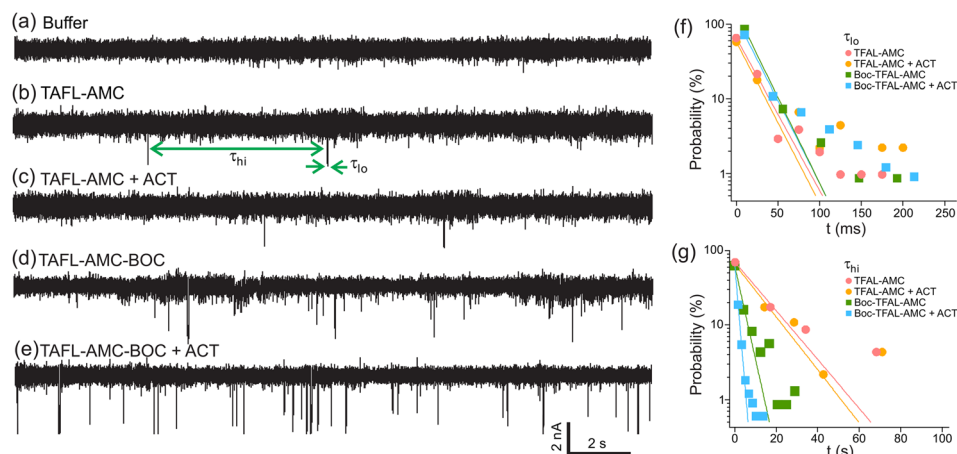 (a) Buffer
(b) TAFL-AMC
τhi
τlo
(c) TAFL-AMC + ACT
(d) TAFL-AMC-BOC
(e) TAFL-AMC-BOC + ACT
2 nA
2 s
(f)
100
10
1
Probability (%)
τlo
TFAL-AMC
TFAL-AMC + ACT
Boc-TFAL-AMC
Boc-TFAL-AMC + ACT
0 50 100 150 200 250
t (ms)
(g)
100
10
1
Probability (%)
τhi
TFAL-AMC
TFAL-AMC + ACT
Boc-TFAL-AMC
Boc-TFAL-AMC + ACT
0 20 40 60 80 100
t (s)